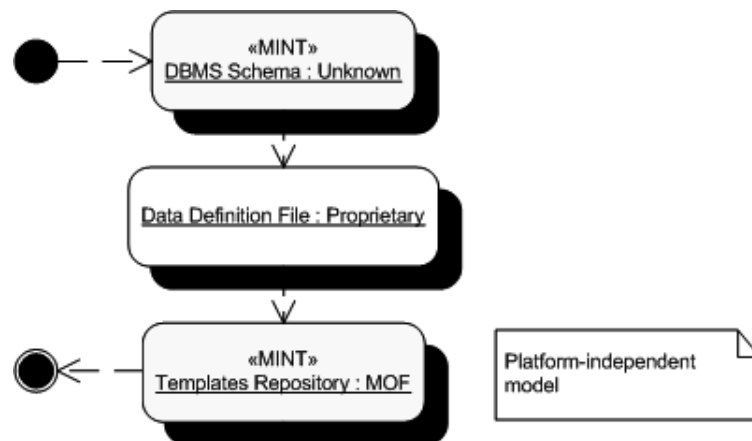 «MINT»
DBMS Schema : Unknown
Data Definition File : Proprietary
«MINT»
Templates Repository : MOF
Platform-independent
model